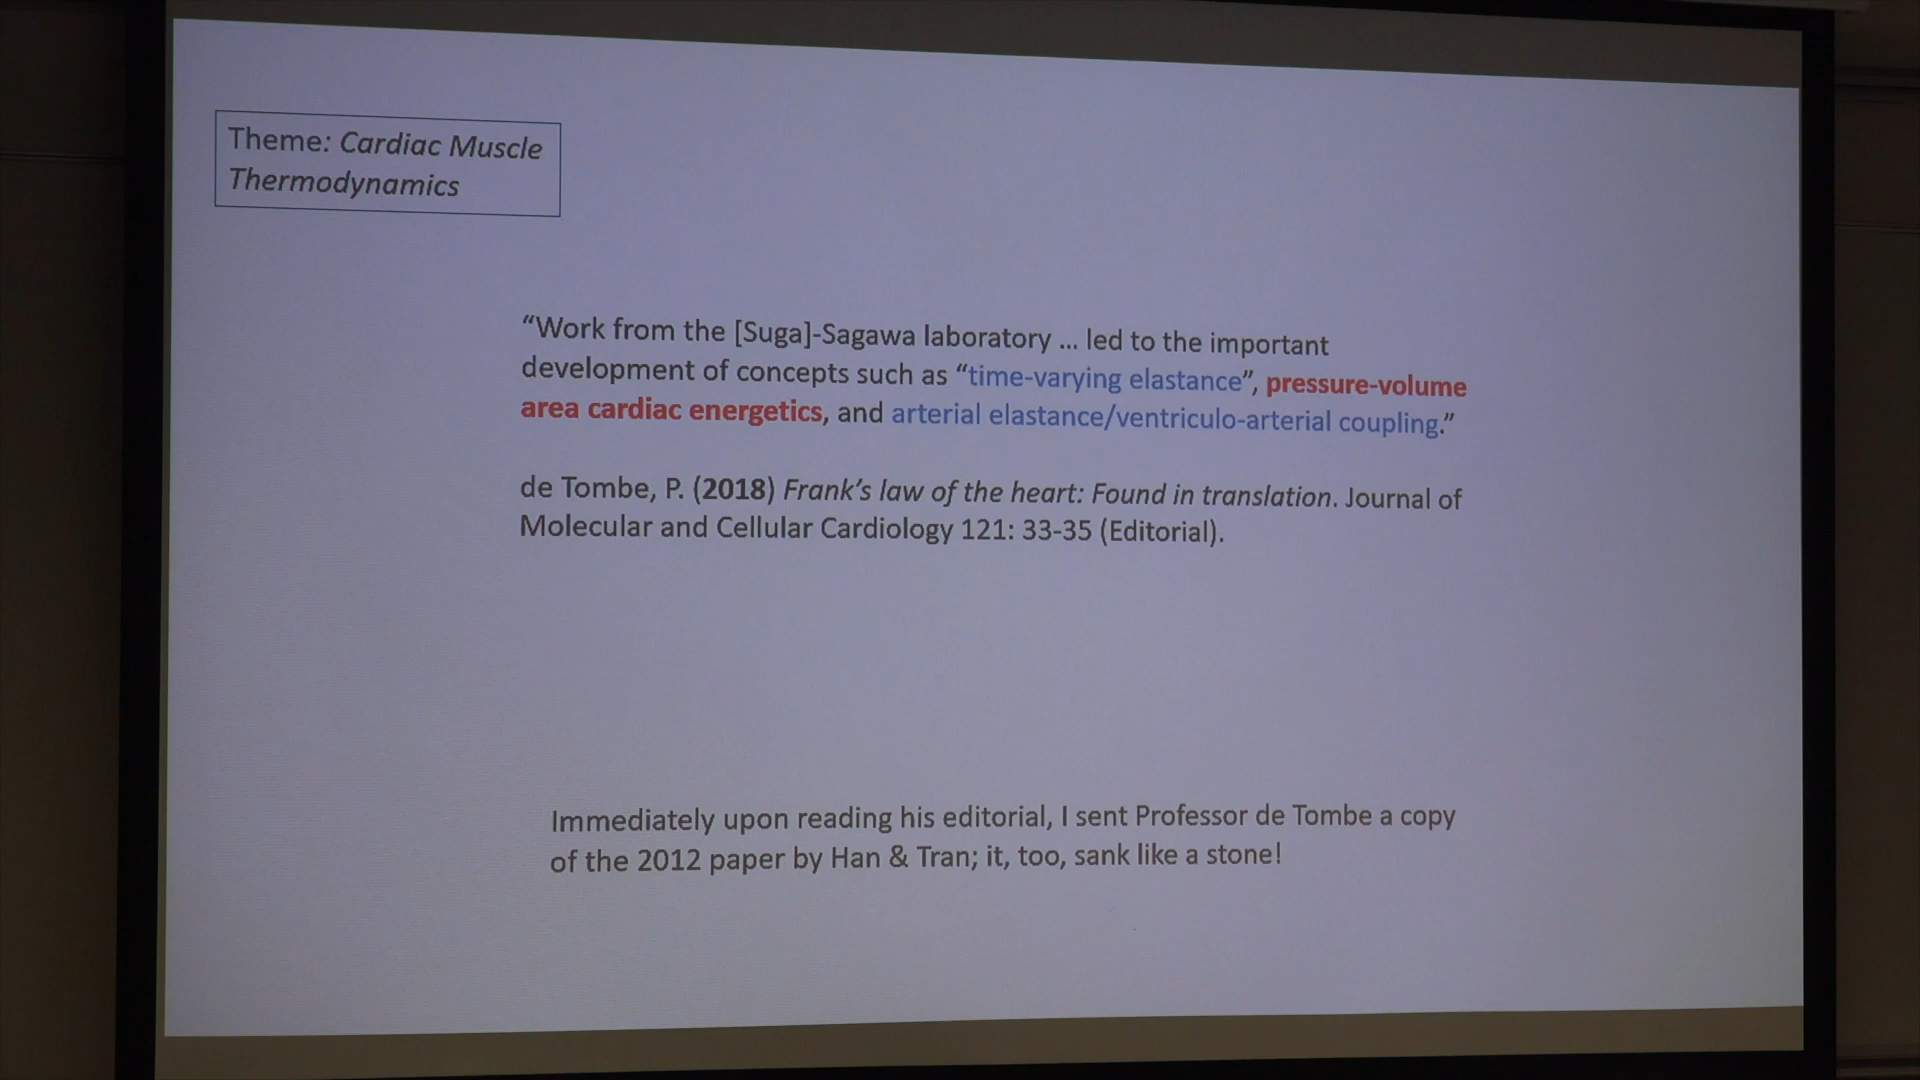 Theme: Cardiac Muscle
Thermodynamics
“Work from the [Suga]-Sagawa laboratory ... led to the important
development of concepts such as “time-varying elastance”, pressure-volume
area cardiac energetics, and arterial elastance/ventriculo-arterial coupling.”
de Tombe, P. (2018) Frank’s law of the heart: Found in translation. Journal of
Molecular and Cellular Cardiology 121: 33-35 (Editorial).
Immediately upon reading his editorial, I sent Professor de Tombe a copy
of the 2012 paper by Han & Tran; it, too, sank like a stone!